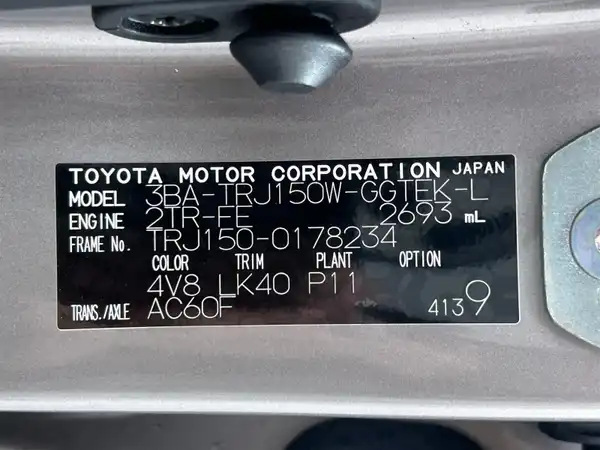 TOYOTA MOTOR CORPORATION JAPAN
MODEL 3BA-TRJ150W-GGTEK-L
ENGINE 2TR-FE 2693 mL
FRAME No. TRJ150-0178234
COLOR TRIM PLANT OPTION
4V8 LK40 P11
TRANS./AXLE AC60F 4139